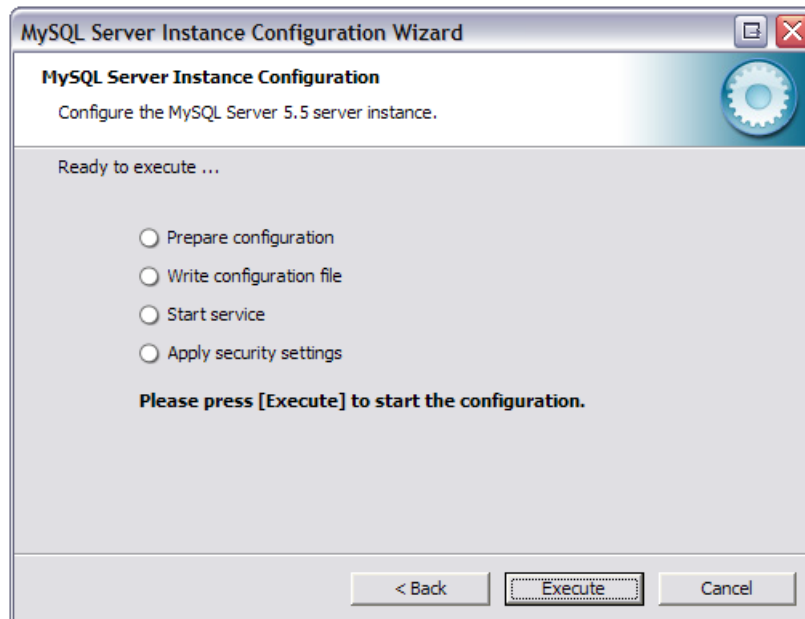 MySQL Server Instance Configuration Wizard
MySQL Server Instance Configuration
Configure the MySQL Server 5.5 server instance.
Ready to execute ...
Prepare configuration
Write configuration file
Start service
Apply security settings
Please press [Execute] to start the configuration.
< Back Execute Cancel